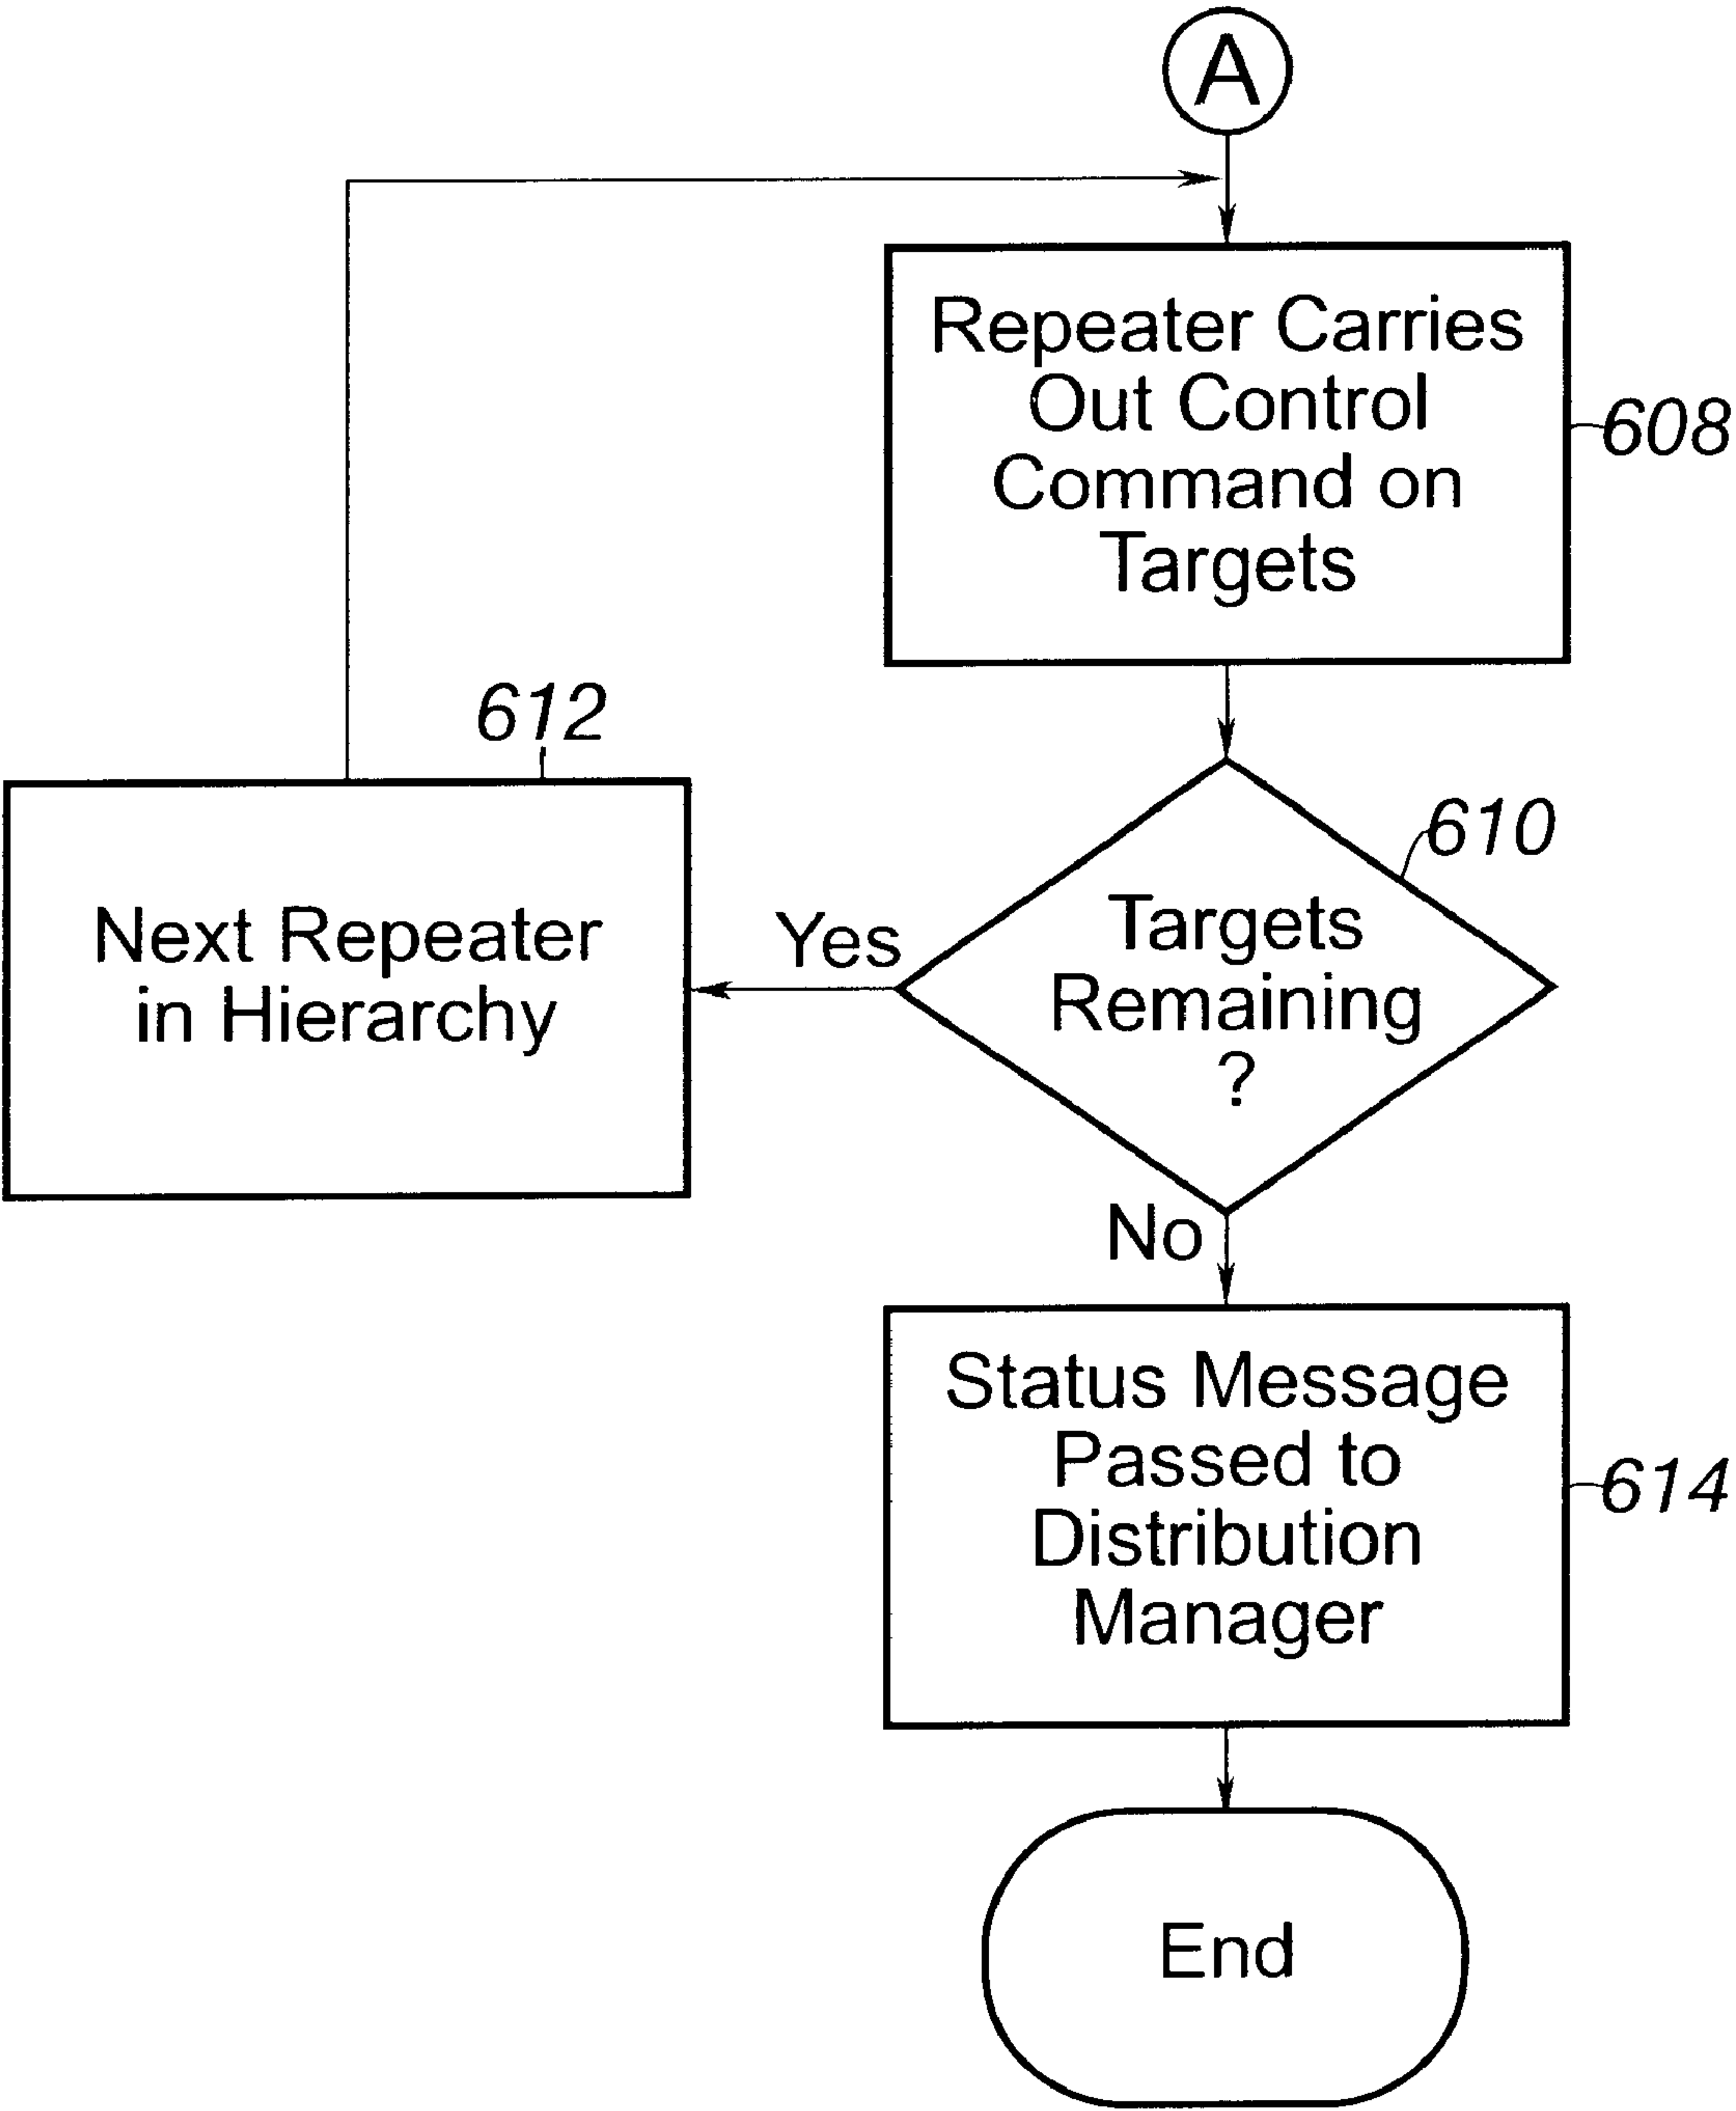 A
Repeater Carries
Out Control
Command on
Targets
608
612
610
Next Repeater
in Hierarchy
Yes
Targets
Remaining
?
No
Status Message
Passed to
Distribution
Manager
614
End